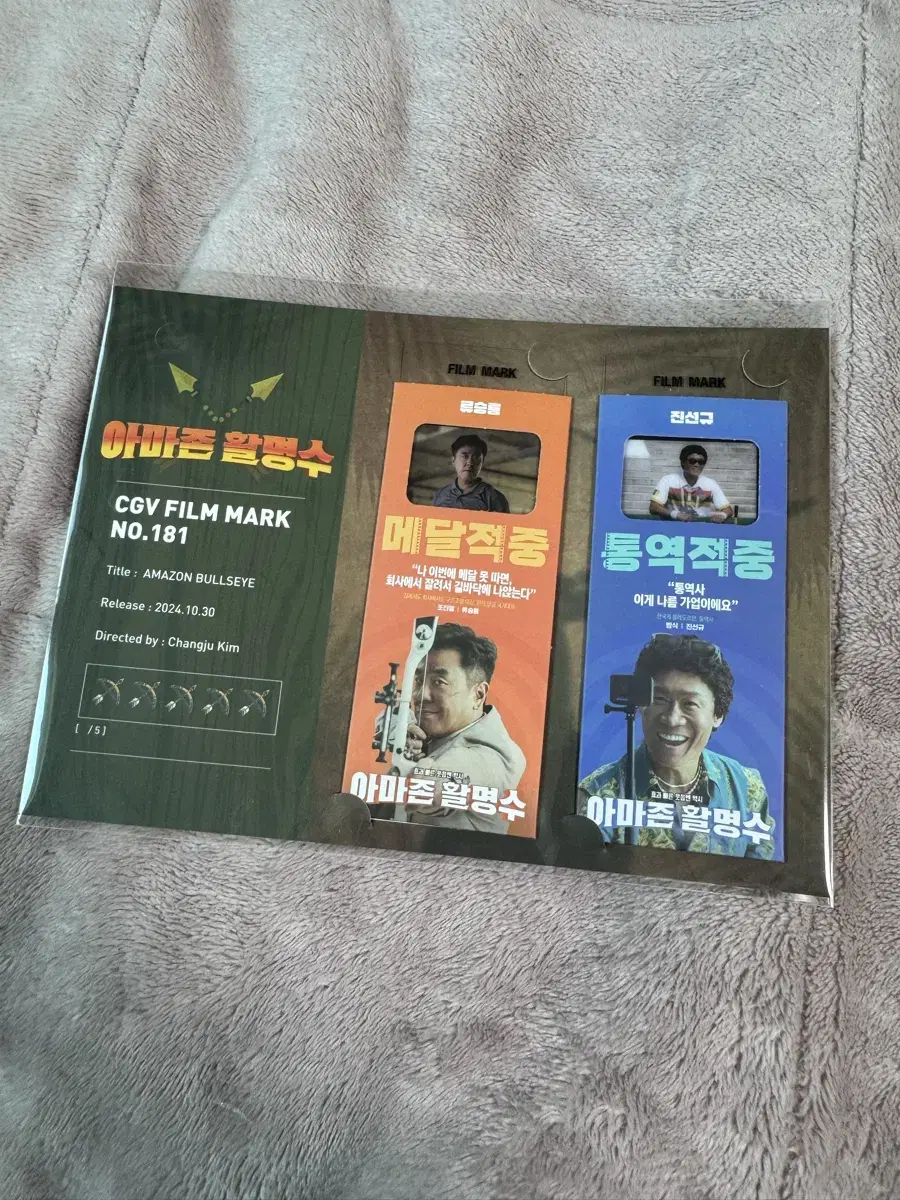 아마존 활명수
CGV FILM MARK
NO.181
Title : AMAZON BULLSEYE
Release : 2024.10.30
Directed by : Changju Kim
[ /5]
FILM MARK
류승룡
메달적중
“나 이번에 메달 못 따면,
회사에서 잘려서 길바닥에 나앉는다”
조진봉 | 류승룡
아마존 활명수
FILM MARK
진선규
통역적중
“통역사
이게 나름 가업이에요”
빵식 | 진선규
아마존 활명수